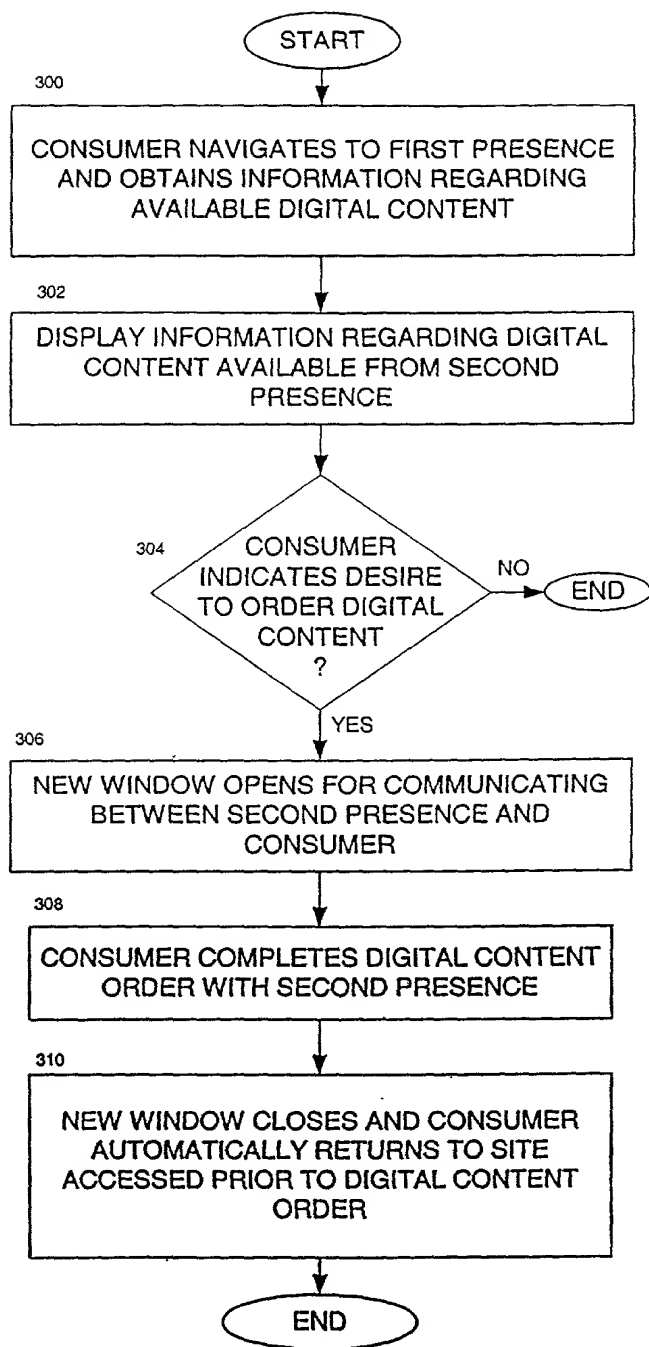 START
300
CONSUMER NAVIGATES TO FIRST PRESENCE
AND OBTAINS INFORMATION REGARDING
AVAILABLE DIGITAL CONTENT
302
DISPLAY INFORMATION REGARDING DIGITAL
CONTENT AVAILABLE FROM SECOND
PRESENCE
304
CONSUMER
INDICATES DESIRE
TO ORDER DIGITAL
CONTENT
?
NO
END
YES
306
NEW WINDOW OPENS FOR COMMUNICATING
BETWEEN SECOND PRESENCE AND
CONSUMER
308
CONSUMER COMPLETES DIGITAL CONTENT
ORDER WITH SECOND PRESENCE
310
NEW WINDOW CLOSES AND CONSUMER
AUTOMATICALLY RETURNS TO SITE
ACCESSED PRIOR TO DIGITAL CONTENT
ORDER
END